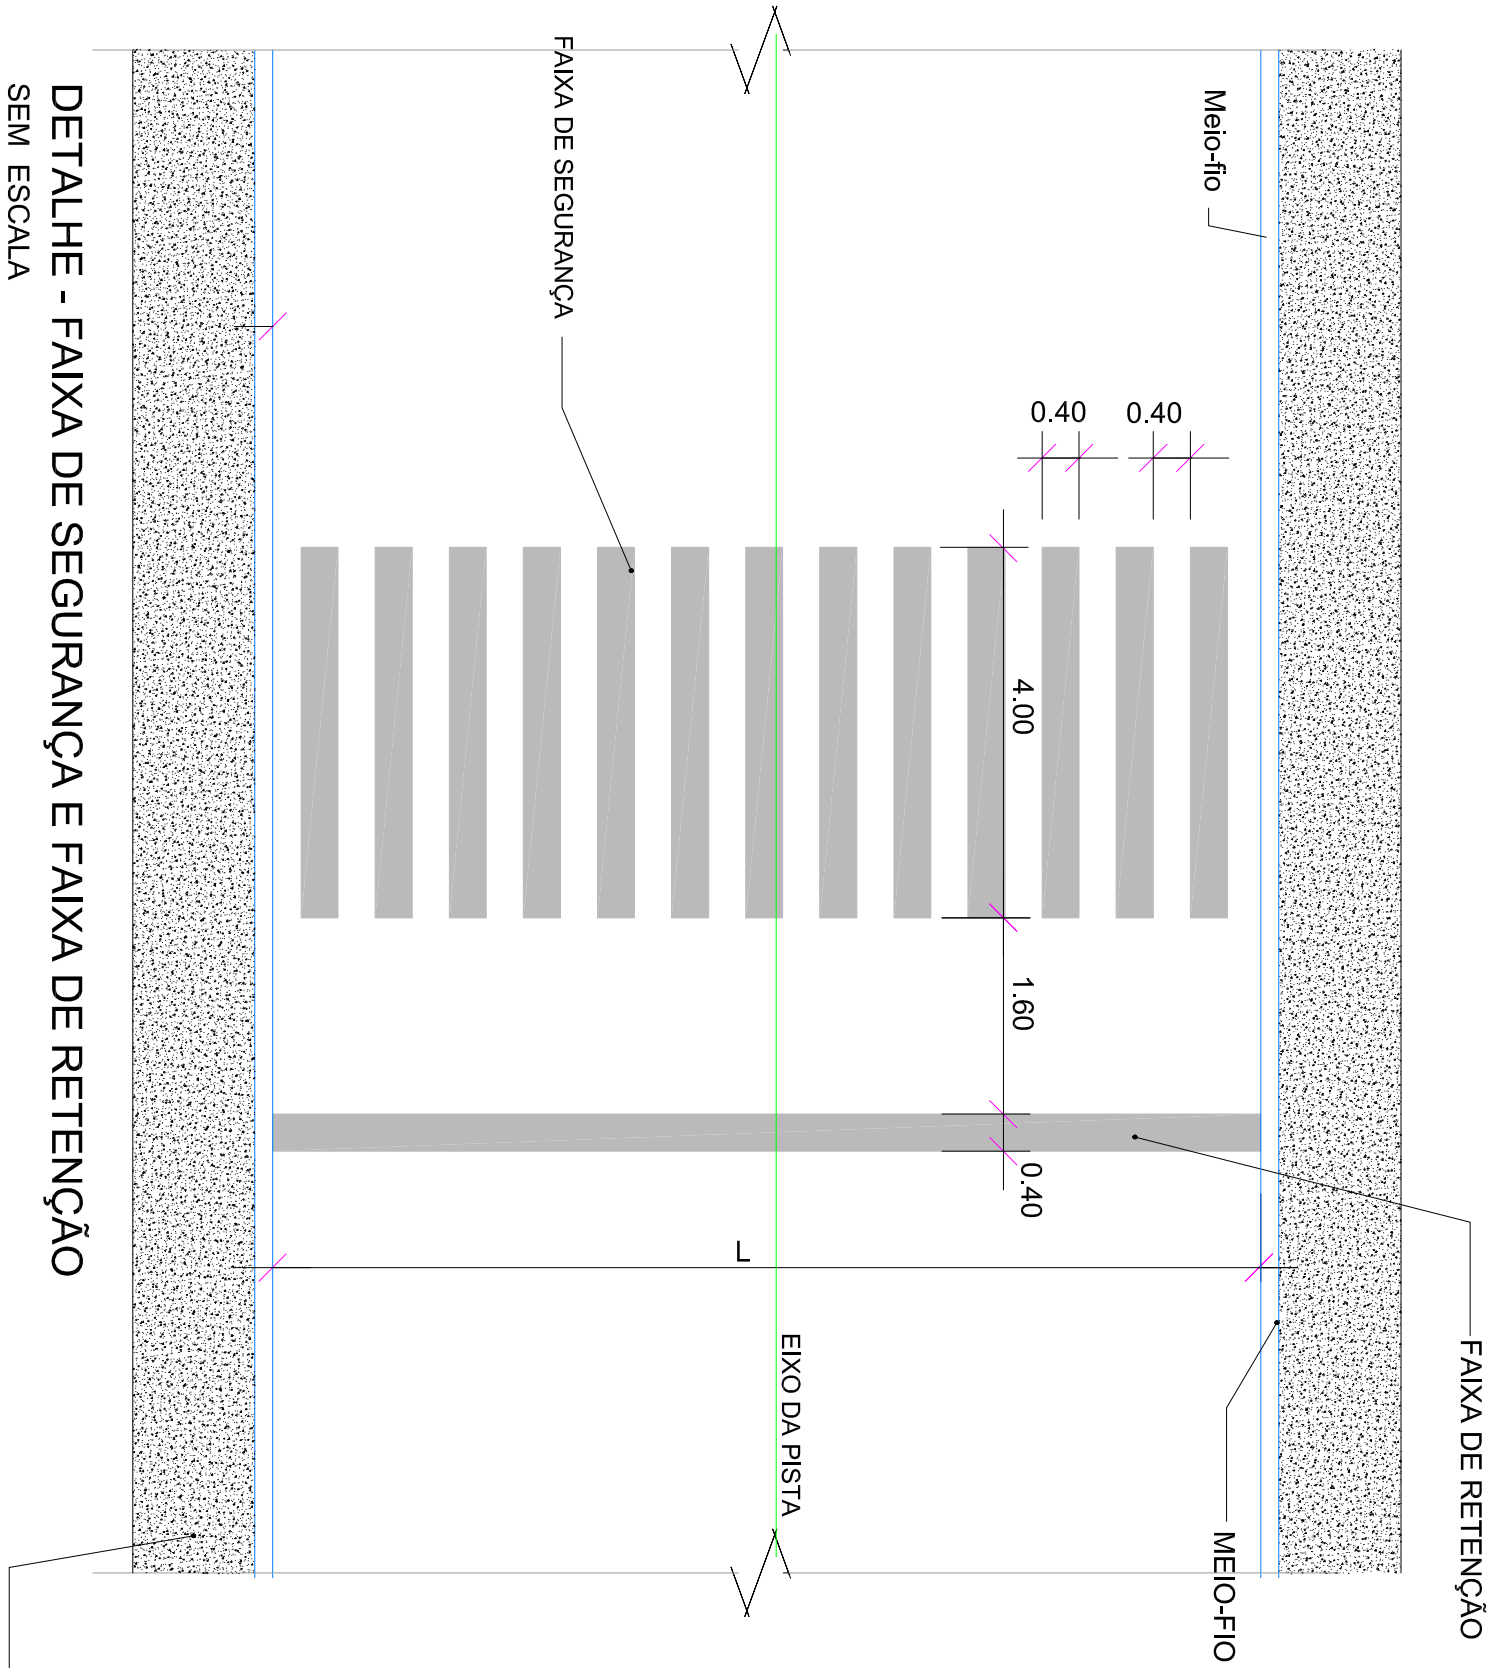 FAIXA DE RETENÇÃO
Meio-fio
MEIO-FIO
0.40
0.40
4.00
1.60
0.40
L
EIXO DA PISTA
FAIXA DE SEGURANÇA
DETALHE - FAIXA DE SEGURANÇA E FAIXA DE RETENÇÃO
SEM ESCALA